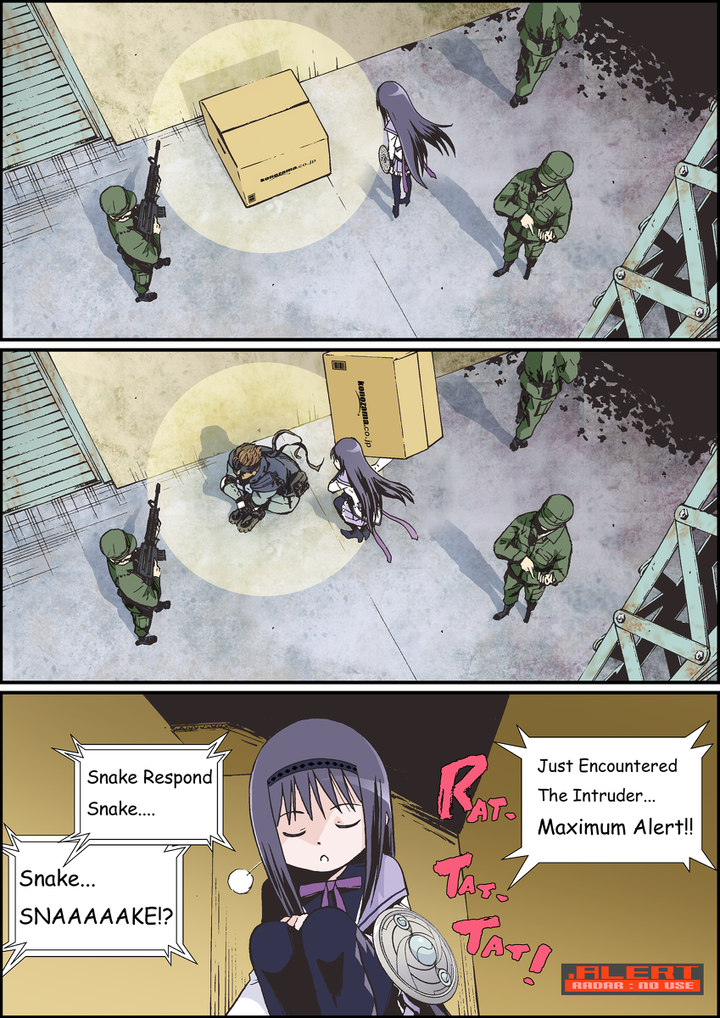 konozama.co.jp
konozama.co.jp
Snake Respond
Snake....
Snake...
SNAAAAAKE!?
RAT-
TAT-
TAT!
Just Encountered
The Intruder...
Maximum Alert!!
.ALERT
RADAR : NO USE